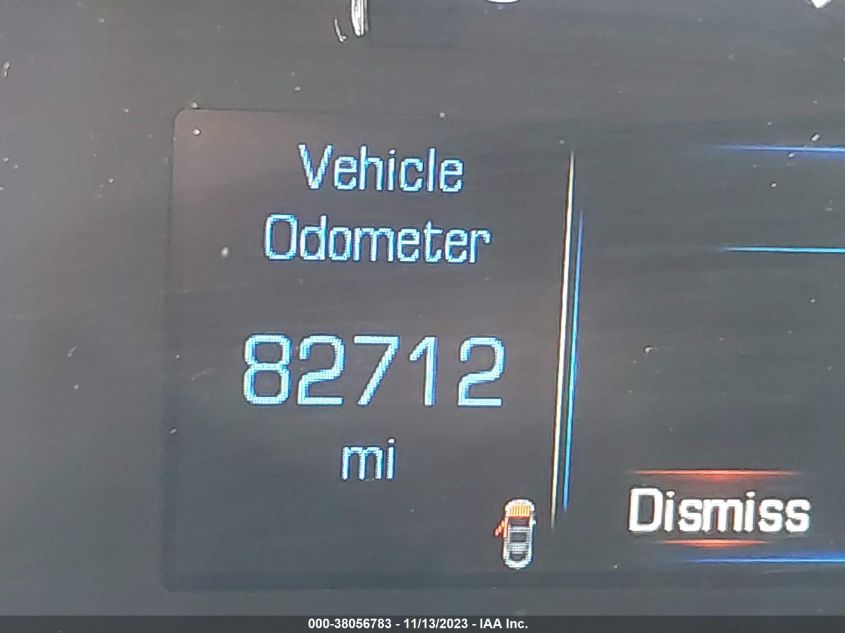 Vehicle
Odometer
82712
mi
Dismiss
000-38056783 - 11/13/2023 - IAA Inc.